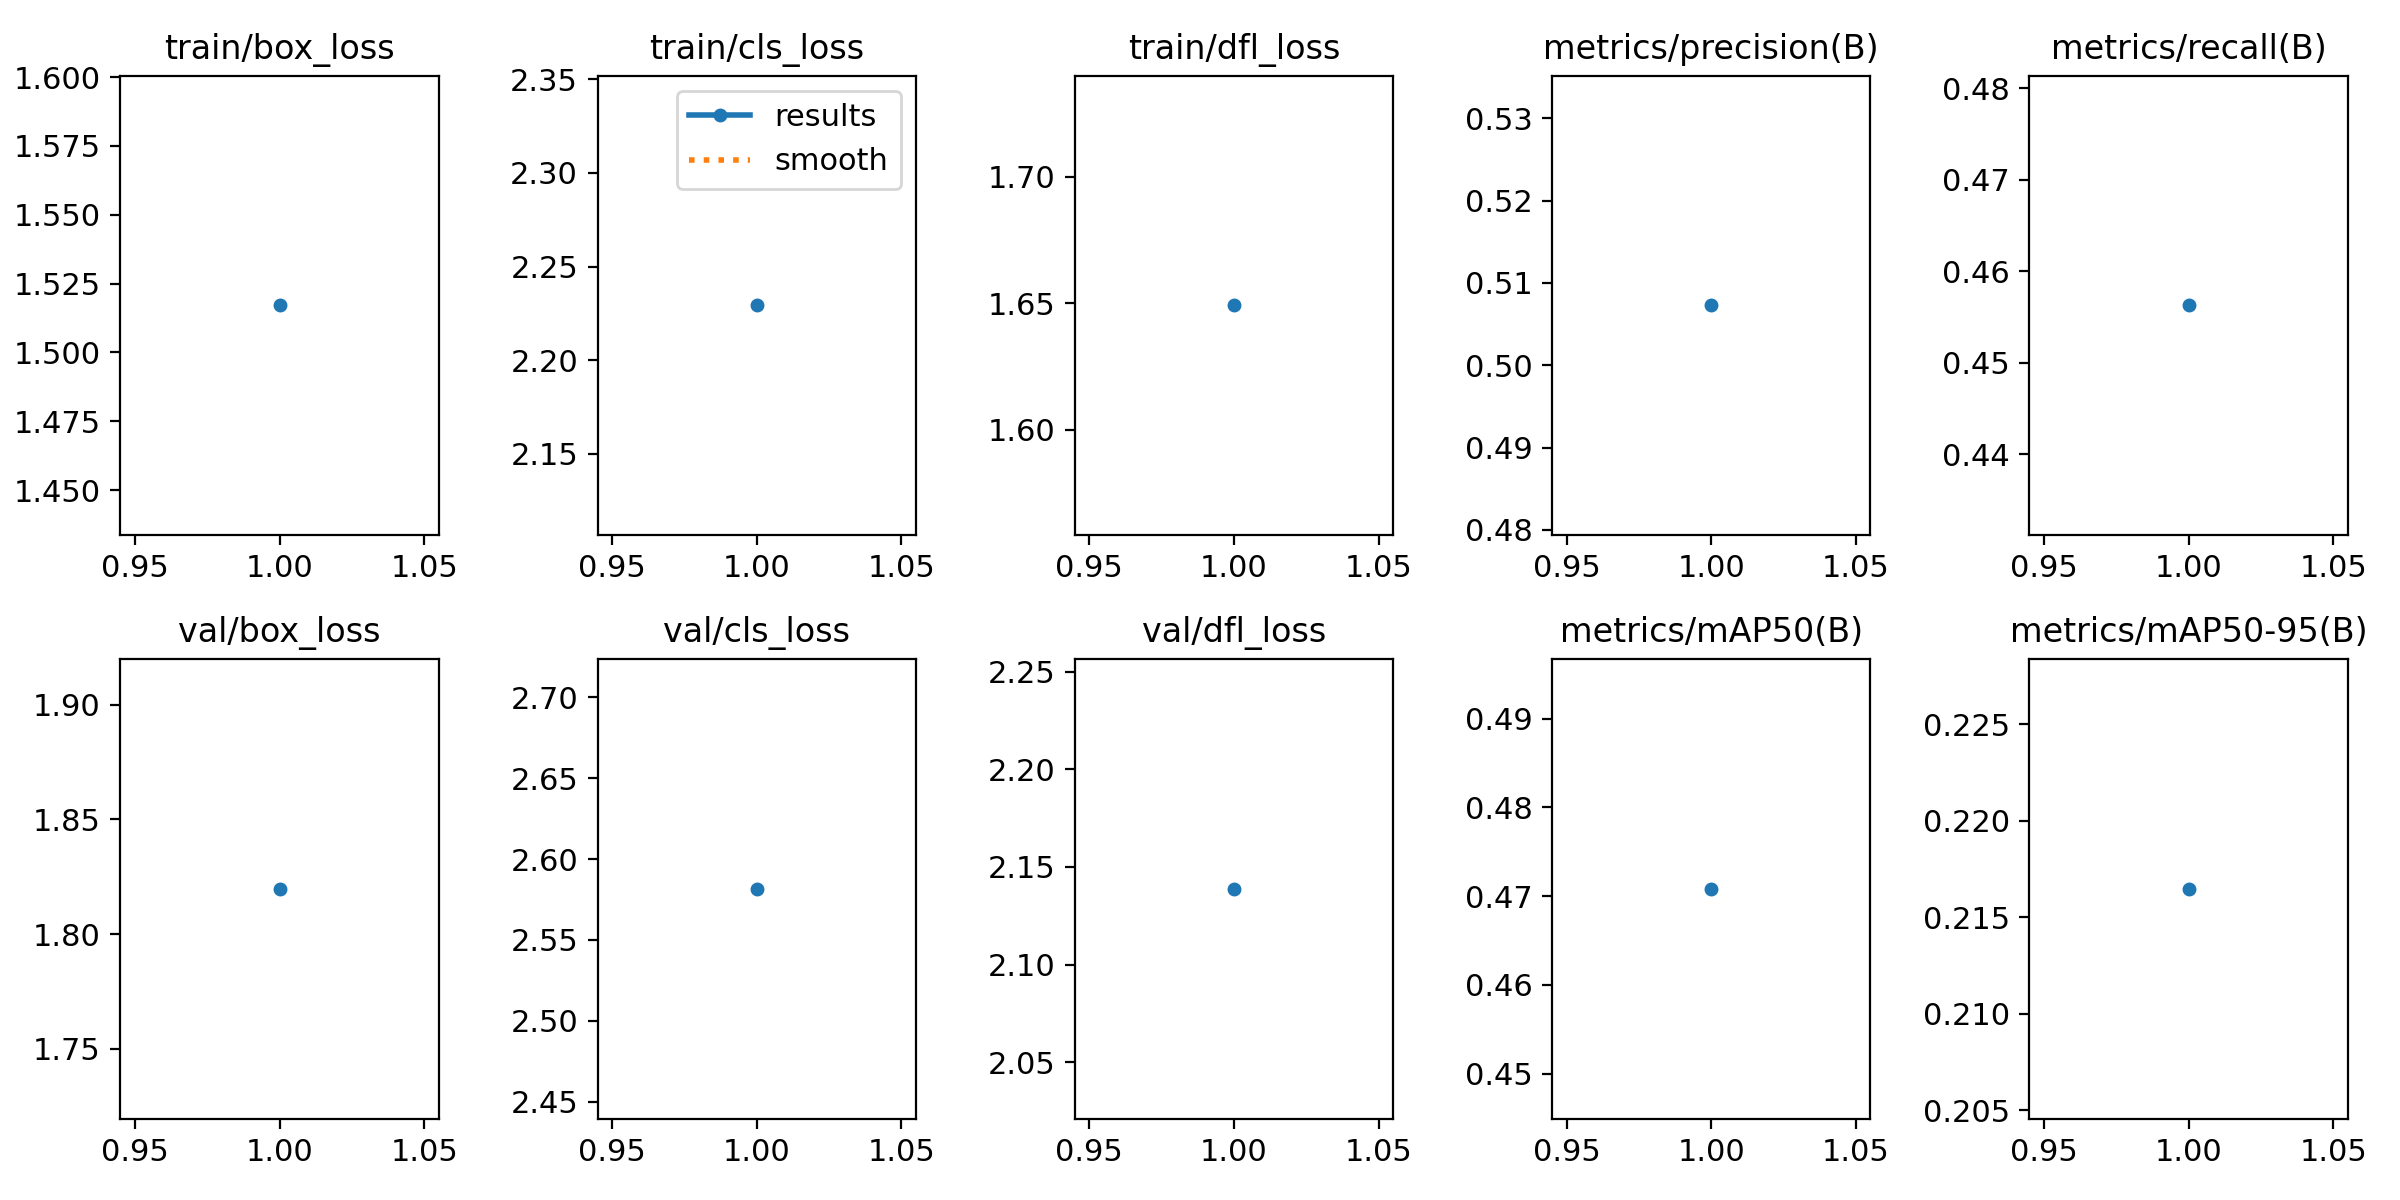 train/box_loss
1.600
1.575
1.550
1.525
1.500
1.475
1.450
0.95 1.00 1.05
train/cls_loss
results
smooth
2.35
2.30
2.25
2.20
2.15
0.95 1.00 1.05
train/dfl_loss
1.70
1.65
1.60
0.95 1.00 1.05
metrics/precision(B)
0.53
0.52
0.51
0.50
0.49
0.48
0.95 1.00 1.05
metrics/recall(B)
0.48
0.47
0.46
0.45
0.44
0.95 1.00 1.05
val/box_loss
1.90
1.85
1.80
1.75
0.95 1.00 1.05
val/cls_loss
2.70
2.65
2.60
2.55
2.50
2.45
0.95 1.00 1.05
val/dfl_loss
2.25
2.20
2.15
2.10
2.05
0.95 1.00 1.05
metrics/mAP50(B)
0.49
0.48
0.47
0.46
0.45
0.95 1.00 1.05
metrics/mAP50-95(B)
0.225
0.220
0.215
0.210
0.205
0.95 1.00 1.05